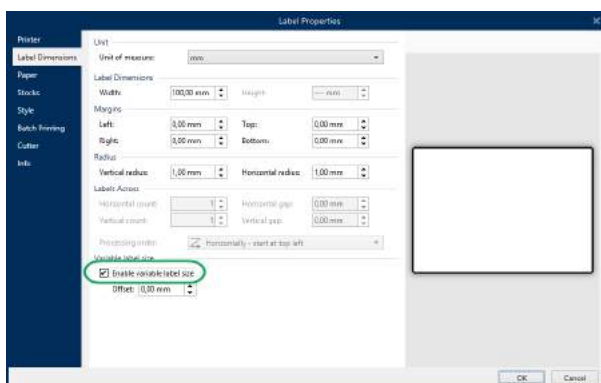 Label Properties
Printer
Label Dimensions
Paper
Stocks
Style
Batch Printing
Cutter
Info
Unit
Unit of measure: mm
Label Dimensions
Width: 100,00 mm Height: --- mm
Margins
Left: 0,00 mm Top: 0,00 mm
Right: 0,00 mm Bottom: 0,00 mm
Radius
Vertical radius: 1,00 mm Horizontal radius: 1,00 mm
Labels Across
Horizontal count: 1 Horizontal gap: 0,00 mm
Vertical count: 1 Vertical gap: 0,00 mm
Processing order: Horizontally - start at top left
Variable label size
Enable variable label size
Offset: 0,00 mm
OK Cancel